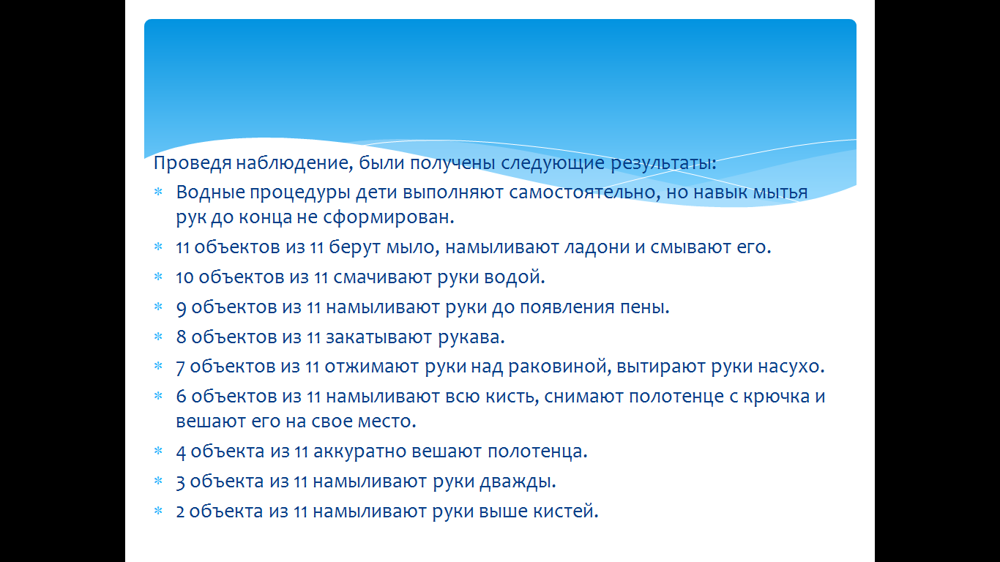 Проведя наблюдение, были получены следующие результаты:
* Водные процедуры дети выполняют самостоятельно, но навык мытья
рук до конца не сформирован.
* 11 объектов из 11 берут мыло, намыливают ладони и смывают его.
* 10 объектов из 11 смачивают руки водой.
* 9 объектов из 11 намыливают руки до появления пены.
* 8 объектов из 11 закатывают рукава.
* 7 объектов из 11 отжимают руки над раковиной, вытирают руки насухо.
* 6 объектов из 11 намыливают всю кисть, снимают полотенце с крючка и
вешают его на свое место.
* 4 объекта из 11 аккуратно вешают полотенца.
* 3 объекта из 11 намыливают руки дважды.
* 2 объекта из 11 намыливают руки выше кистей.